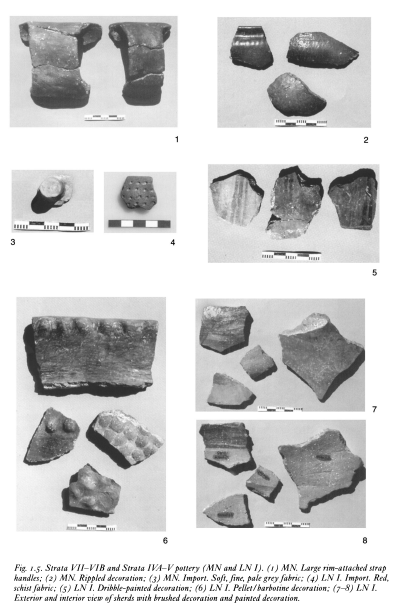 1
2
3
4
5
6
7
8
Fig. 1.5. Strata VII–VIB and Strata IVA–V pottery (MN and LN I). (1) MN. Large rim-attached strap
handles; (2) MN. Rippled decoration; (3) MN. Import. Soft, fine, pale grey fabric; (4) LN I. Import. Red,
schist fabric; (5) LN I. Dribble-painted decoration; (6) LN I. Pellet/barbotine decoration; (7–8) LN I.
Exterior and interior view of sherds with brushed decoration and painted decoration.